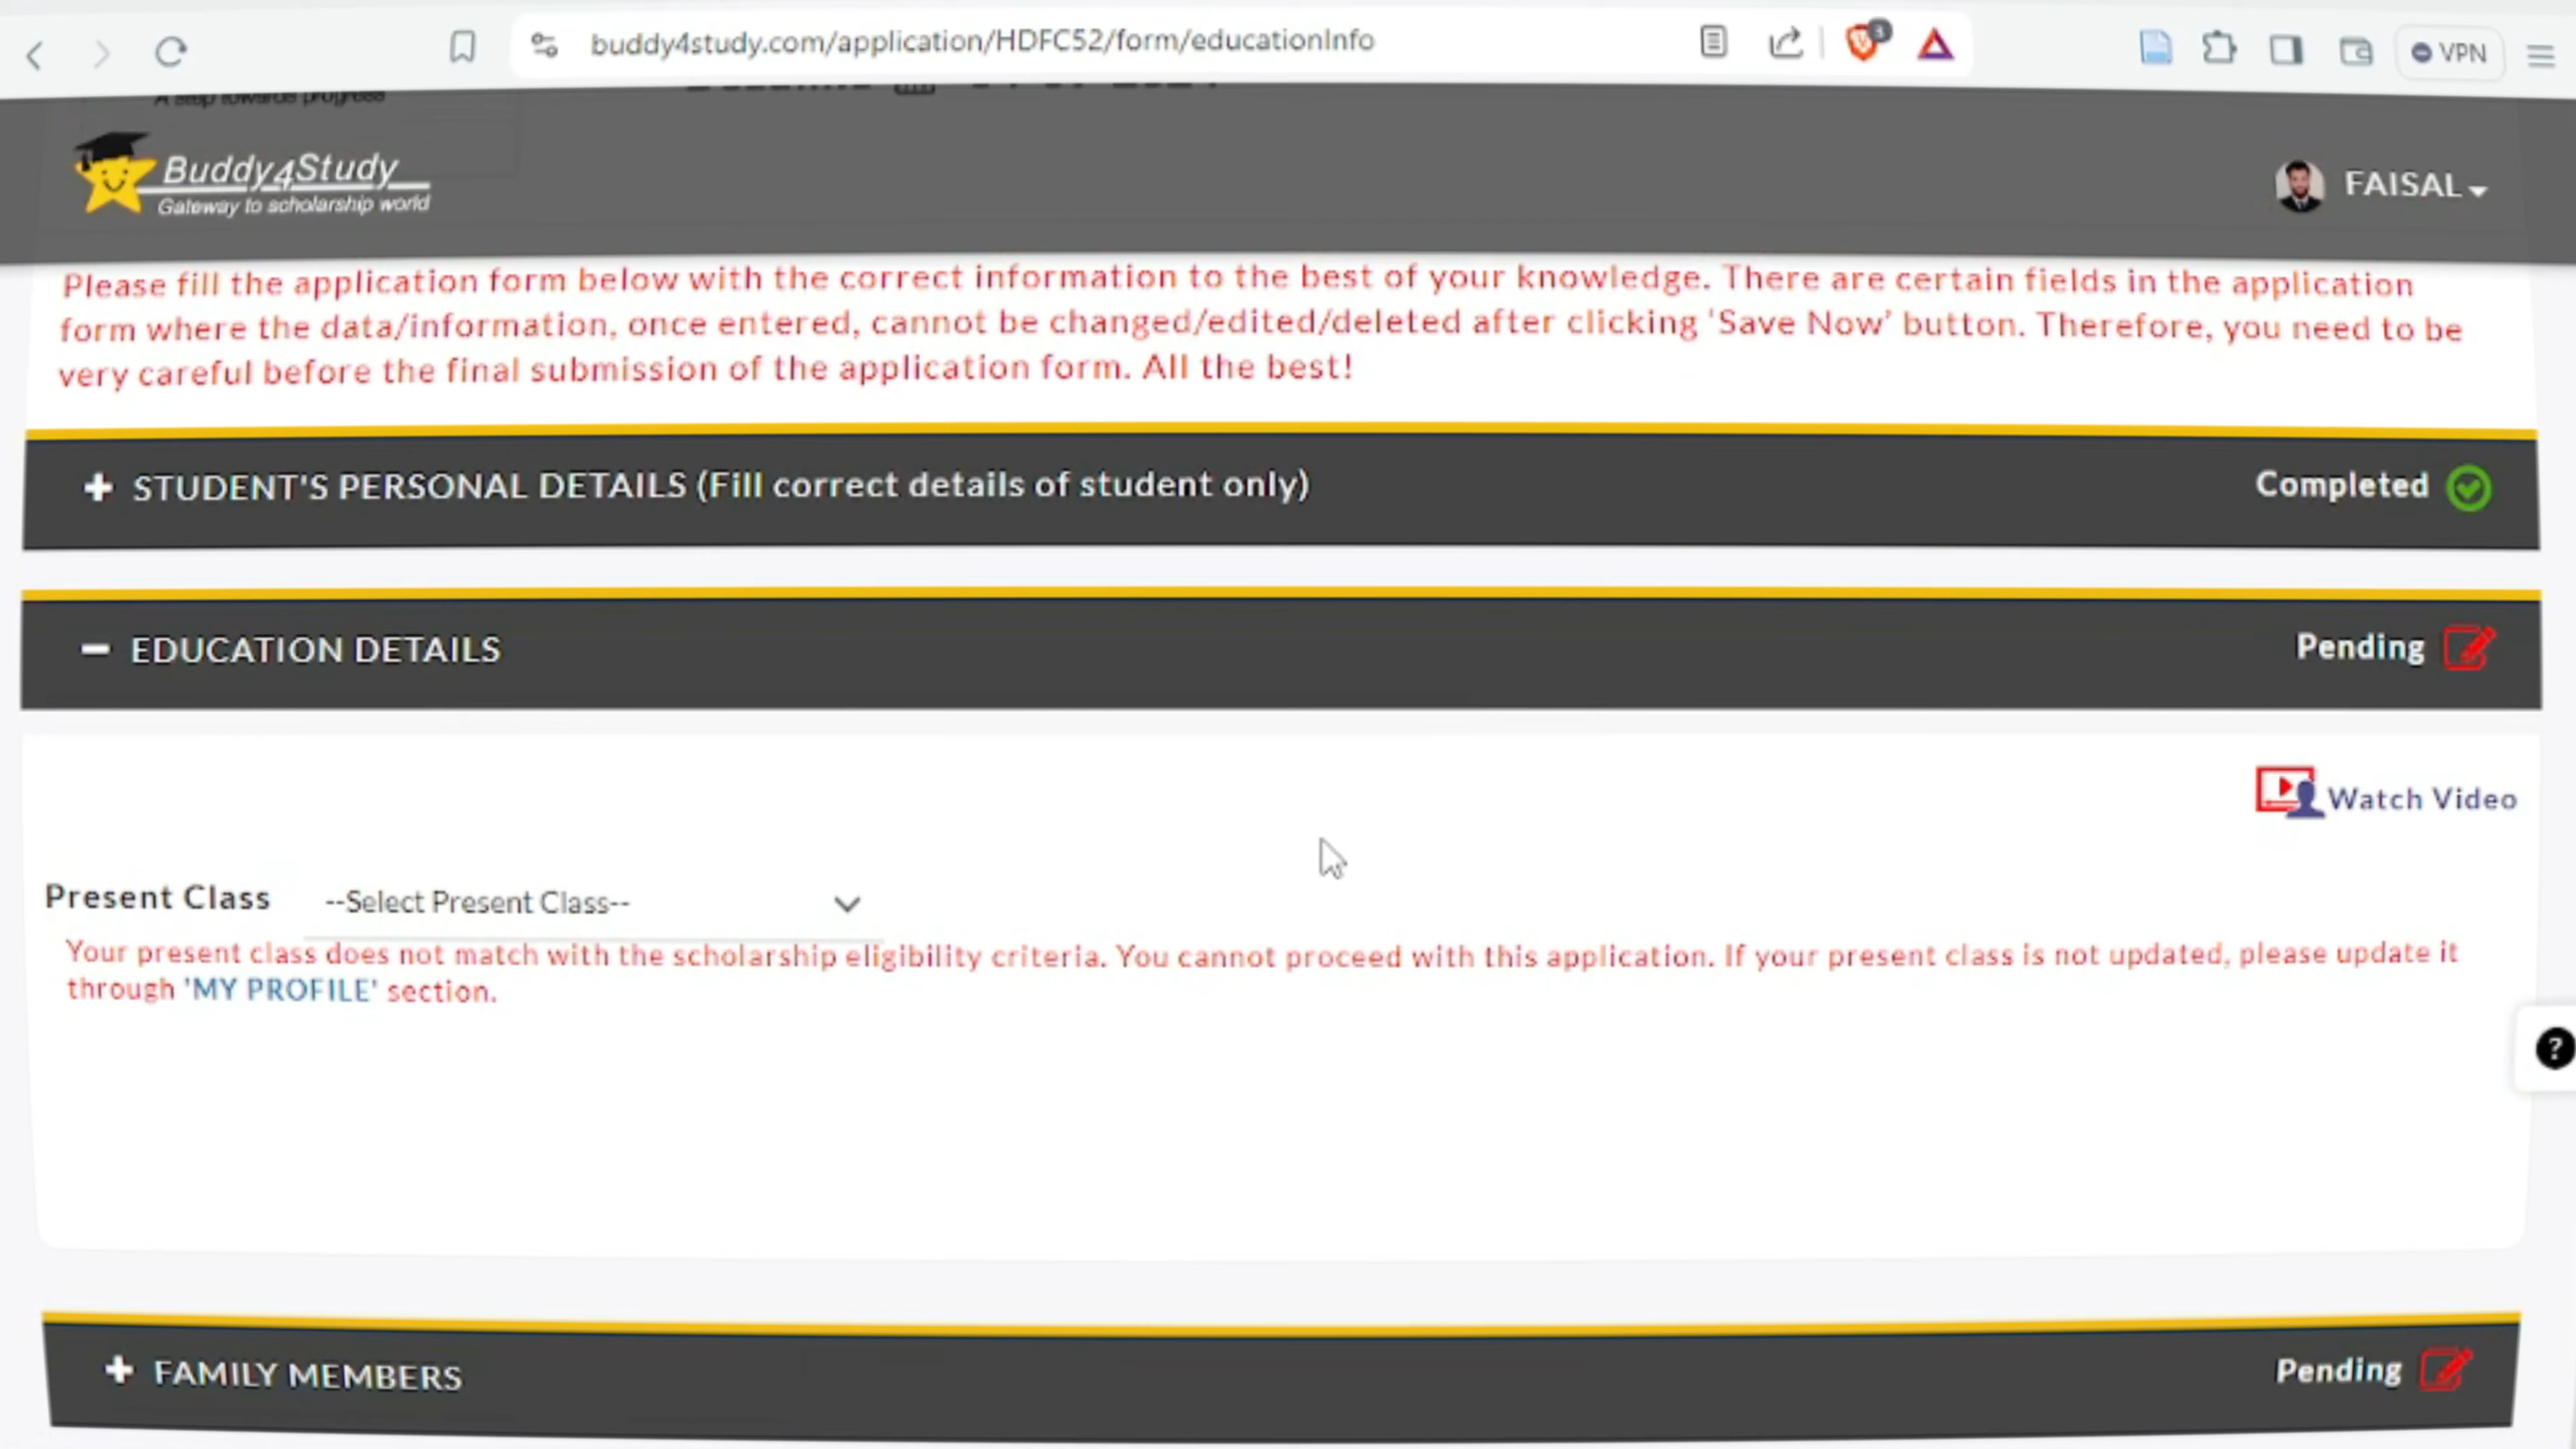 buddy4study.com/application/HDFC52/form/educationInfo
3
VPN
A step towards progress
Buddy4Study
Gateway to scholarship world
FAISAL
Please fill the application form below with the correct information to the best of your knowledge. There are certain fields in the application
form where the data/information, once entered, cannot be changed/edited/deleted after clicking 'Save Now' button. Therefore, you need to be
very careful before the final submission of the application form. All the best!
STUDENT'S PERSONAL DETAILS (Fill correct details of student only)
Completed
EDUCATION DETAILS
Pending
Watch Video
Present Class
--Select Present Class--
Your present class does not match with the scholarship eligibility criteria. You cannot proceed with this application. If your present class is not updated, please update it
through 'MY PROFILE' section.
?
FAMILY MEMBERS
Pending